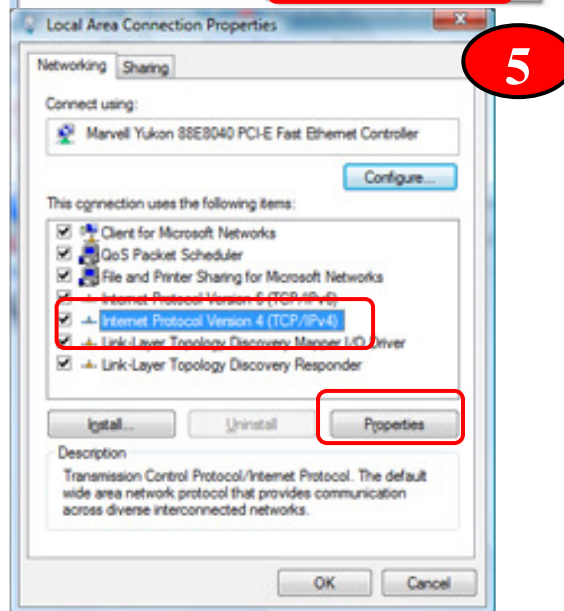 Local Area Connection Properties
5
Networking Sharing
Connect using:
Marvell Yukon 88E8040 PCI-E Fast Ethernet Controller
Configure...
This connection uses the following items:
Client for Microsoft Networks
QoS Packet Scheduler
File and Printer Sharing for Microsoft Networks
Internet Protocol Version 6 (TCP/IPv6)
Internet Protocol Version 4 (TCP/IPv4)
Link-Layer Topology Discovery Mapper I/O Driver
Link-Layer Topology Discovery Responder
Install... Uninstall Properties
Description
Transmission Control Protocol/Internet Protocol. The default
wide area network protocol that provides communication
across diverse interconnected networks.
OK Cancel